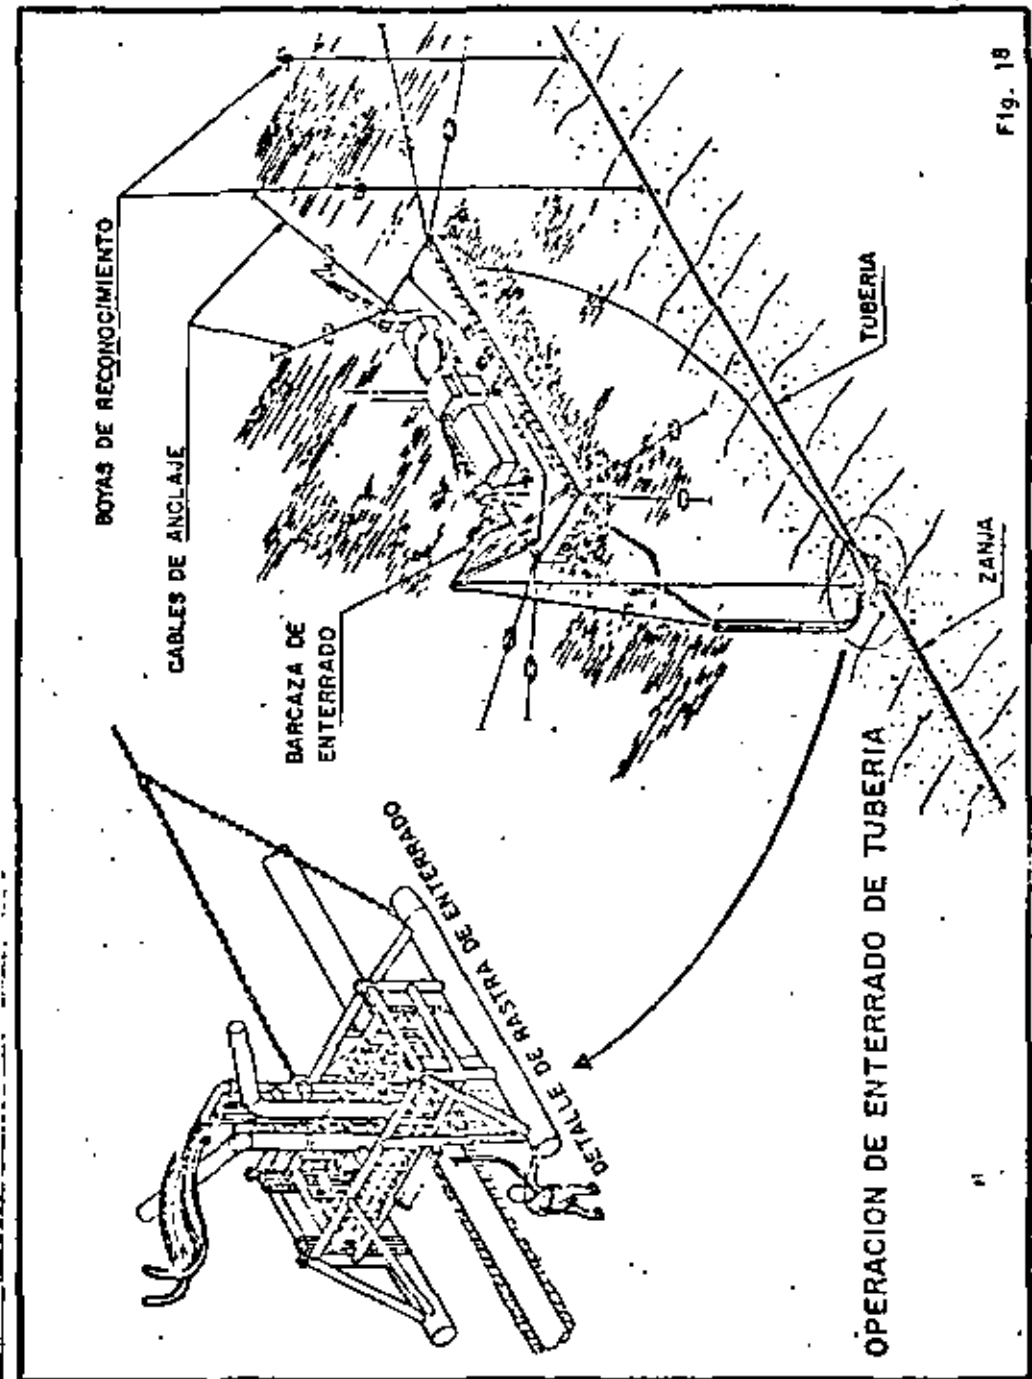 BOYAS DE RECONOCIMIENTO
CABLES DE ANCLAJE
BARCAZA DE
ENTERRADO
DETALLE DE RASTRA DE ENTERRADO
TUBERIA
ZANJA
OPERACION DE ENTERRADO DE TUBERIA
Fig. 18